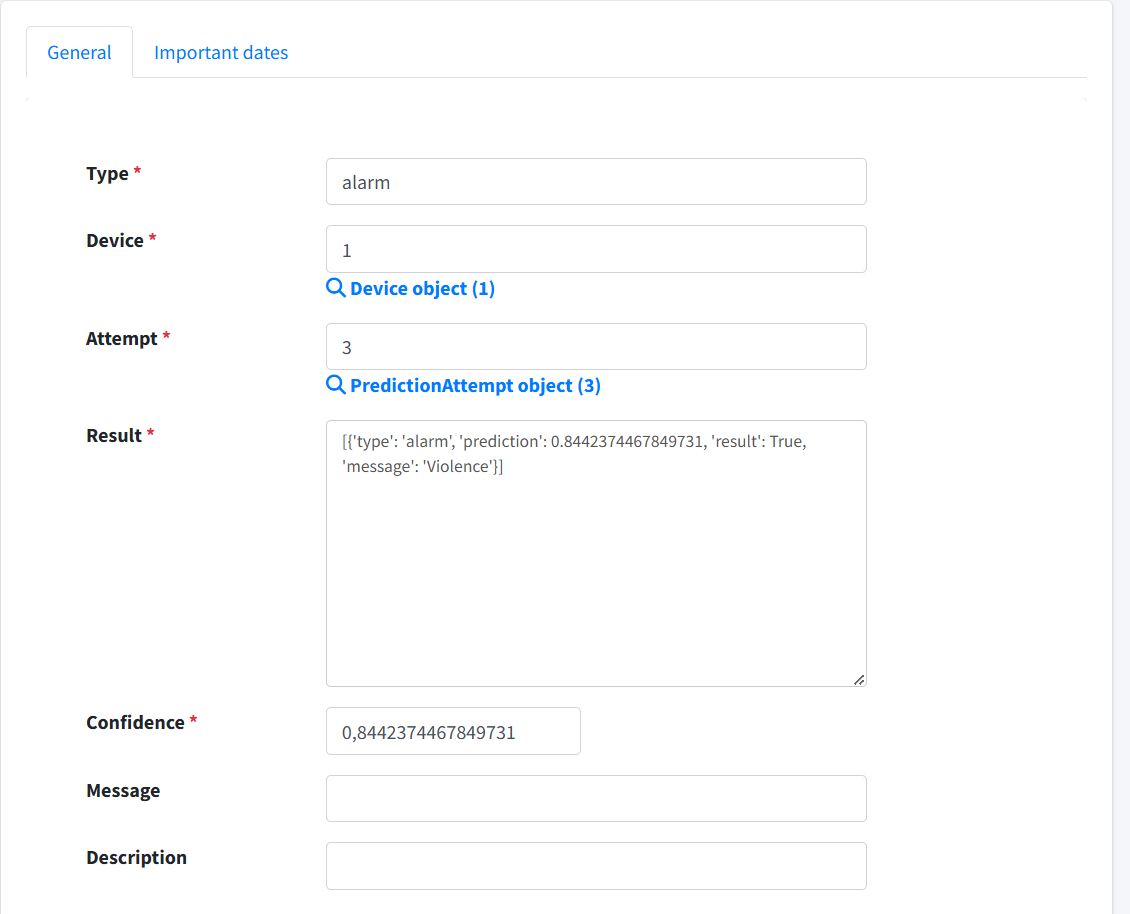 General
Important dates
Type *
alarm
Device *
1
Device object (1)
Attempt *
3
PredictionAttempt object (3)
Result *
[{'type': 'alarm', 'prediction': 0.8442374467849731, 'result': True,
'message': 'Violence'}]
Confidence *
0,8442374467849731
Message
Description